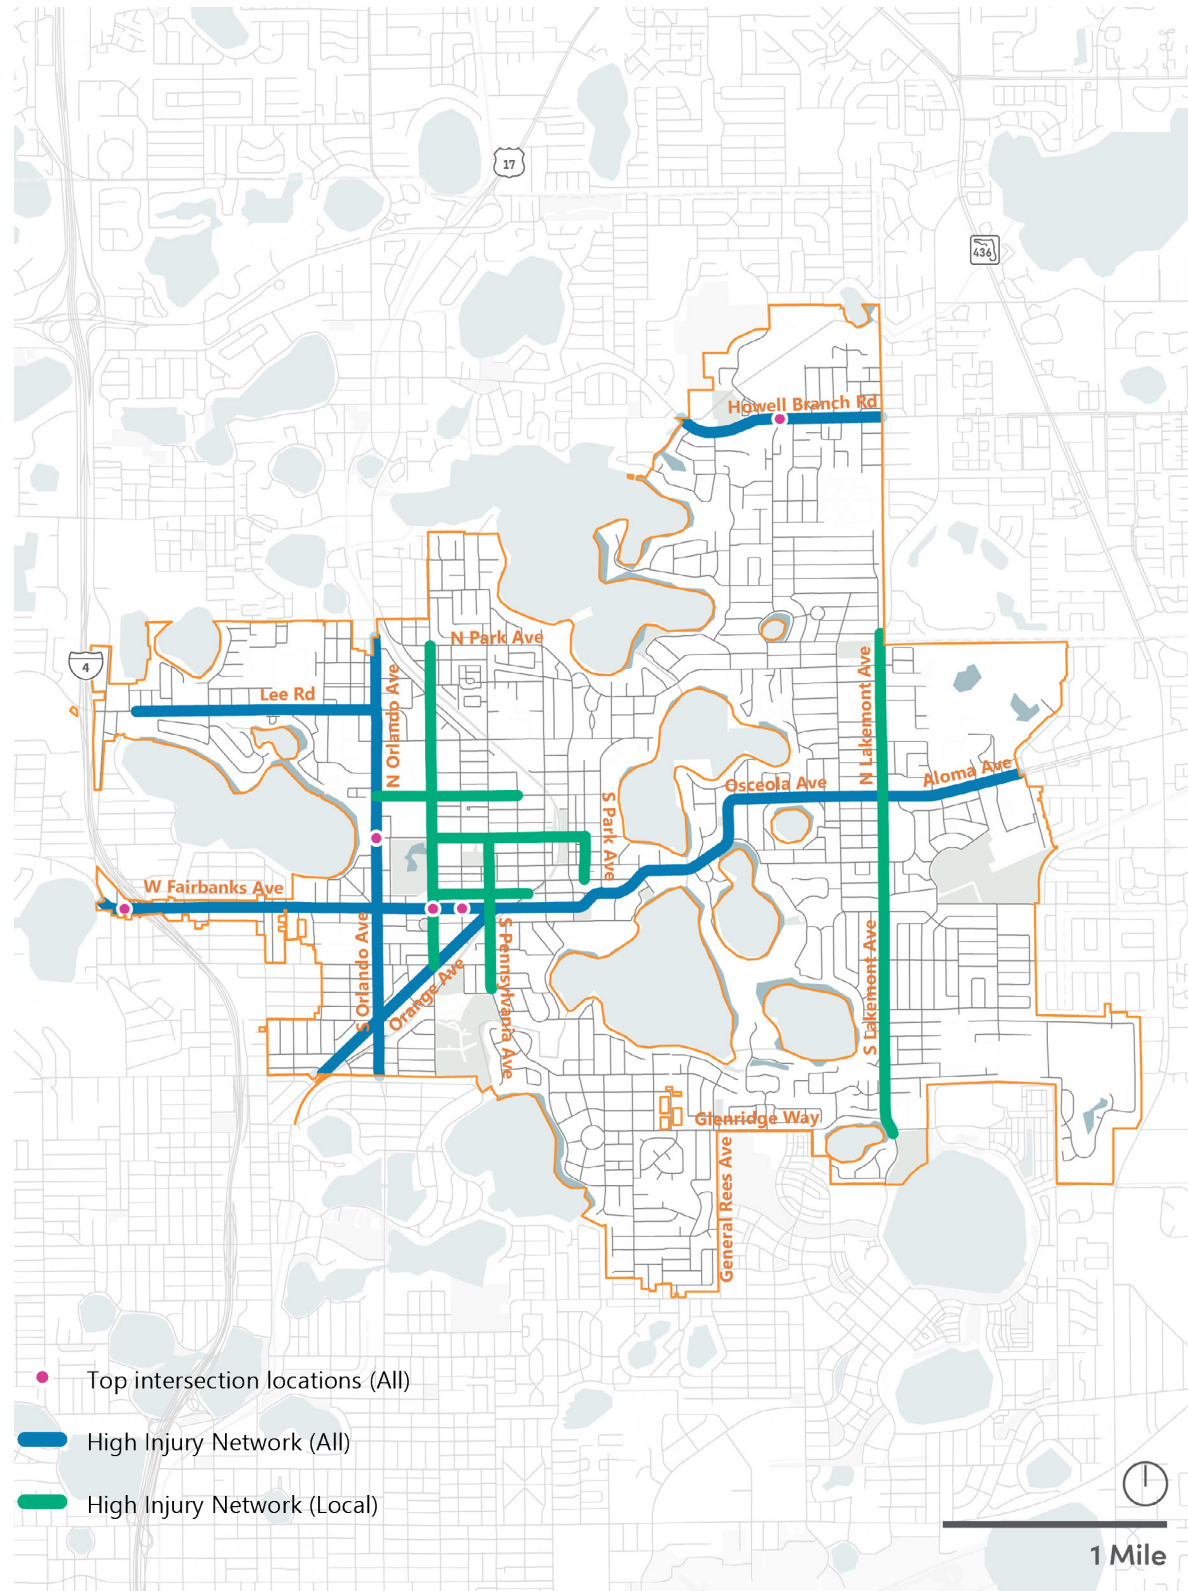 17
436
Howell Branch Rd
N Park Ave
4
Lee Rd
N Orlando Ave
N Lakemont Ave
Aloma Ave
Osceola Ave
S Park Ave
W Fairbanks Ave
S Orlando Ave
Orange Ave
S Pennsylvania Ave
S Lakemont Ave
Glenridge Way
General Rees Ave
Top intersection locations (All)
High Injury Network (All)
High Injury Network (Local)
1 Mile